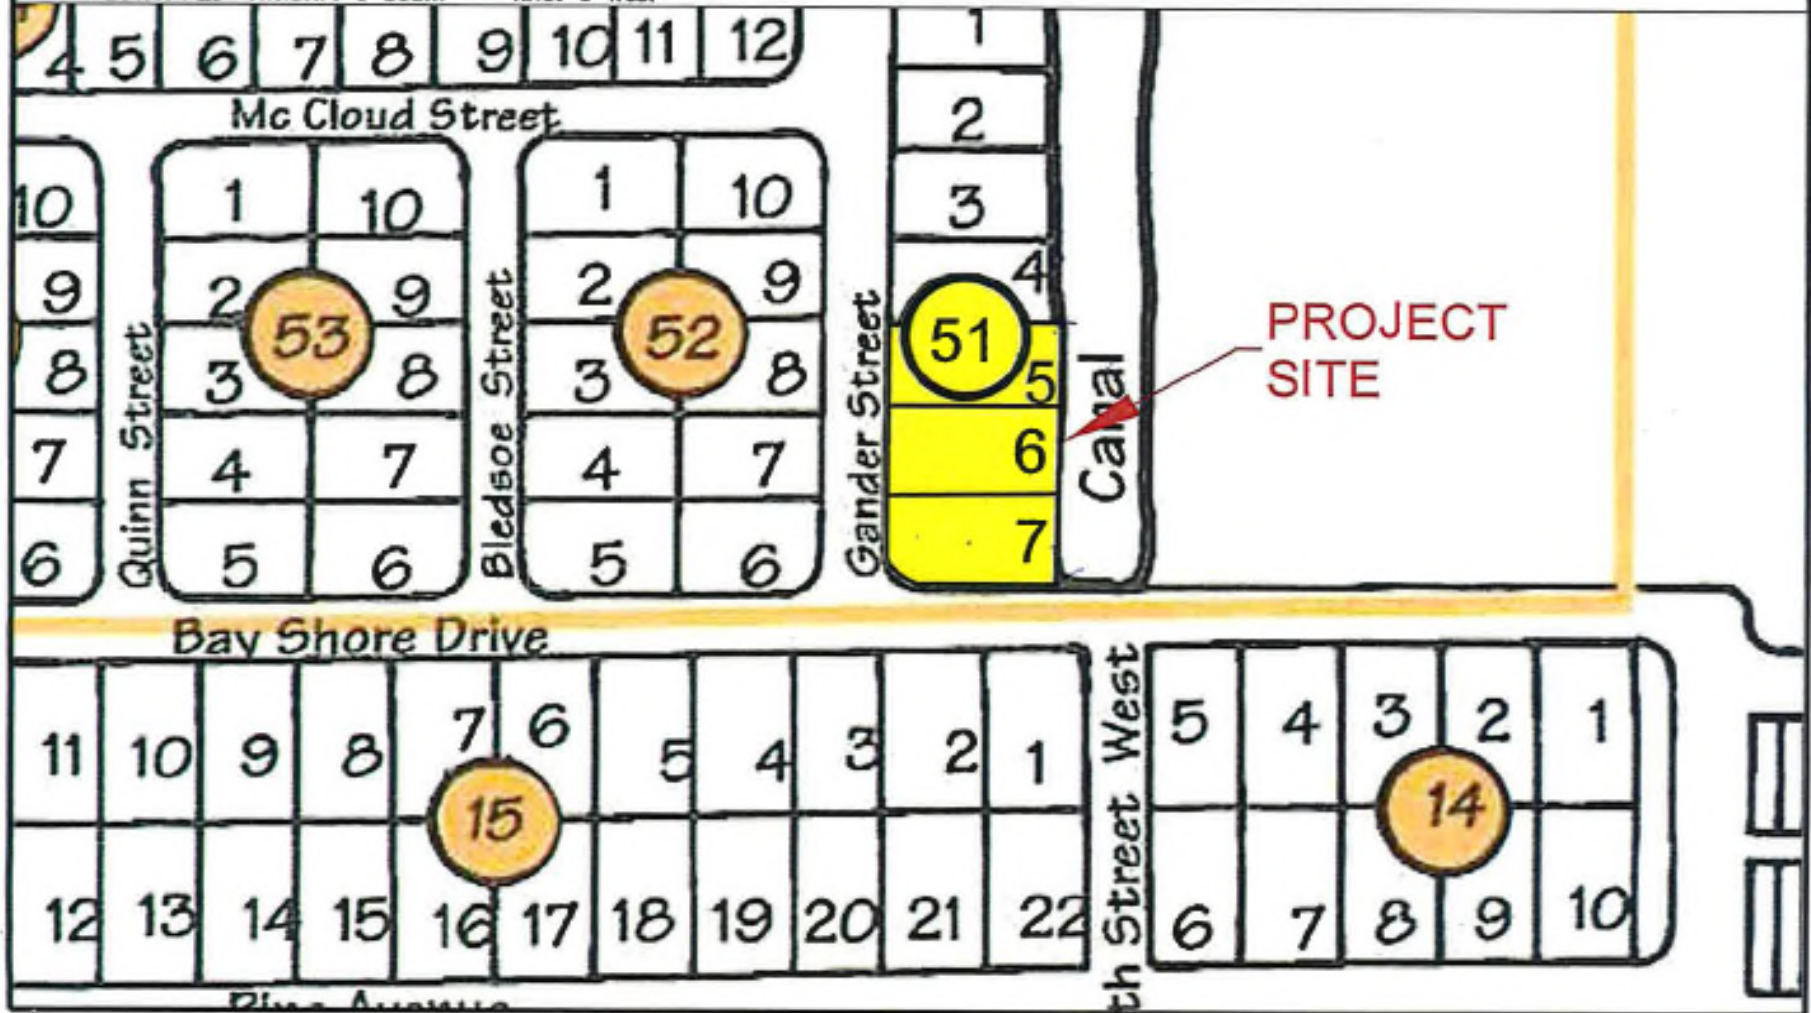 4 5 6 7 8 9 10 11 12
1
Mc Cloud Street
2
10 1 10 1 10 3
9 2 9 2 9 4
53 52 51
8 3 8 3 8 5
7 4 7 4 7 6
6 5 6 5 6 7
Quinn Street
Bledsoe Street
Gander Street
Canal
PROJECT
SITE
Bay Shore Drive
11 10 9 8 7 6 5 4 3 2 1
15
12 13 14 15 16 17 18 19 20 21 22
th Street West
5 4 3 2 1
14
6 7 8 9 10
Pine Avenue